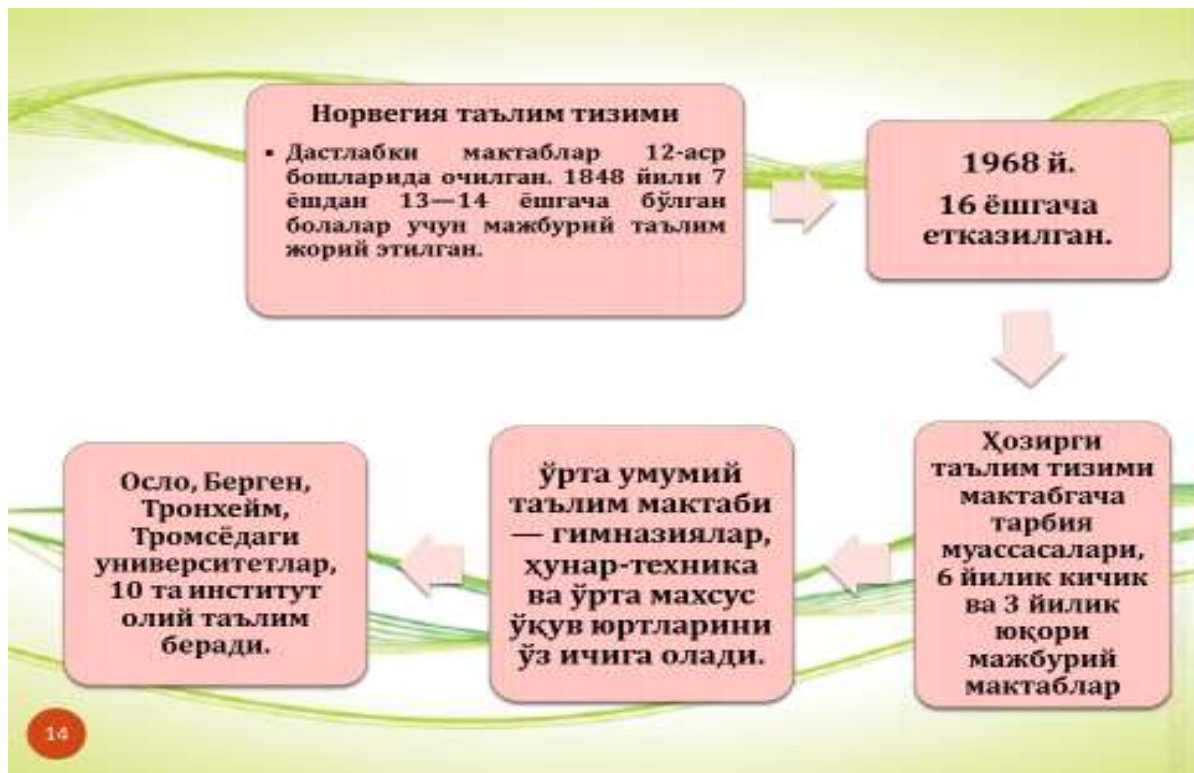 Норвегия таълим тизими
▪ Дастлабки мактаблар 12-аср
бошларида очилган. 1848 йили 7
ёшдан 13—14 ёшгача бўлган
болалар учун мажбурий таълим
жорий этилган.
1968 й.
16 ёшгача
етказилган.
Ҳозирги
таълим тизими
мактабгача
тарбия
муассасалари,
6 йилик кичик
ва 3 йилик
юқори
мажбурий
мактаблар
ўрта умумий
таълим мактаби
— гимназиялар,
ҳунар-техника
ва ўрта махсус
ўқув юртларини
ўз ичига олади.
Осло, Берген,
Тронхейм,
Тромсёдаги
университетлар,
10 та институт
олий таълим
беради.
14